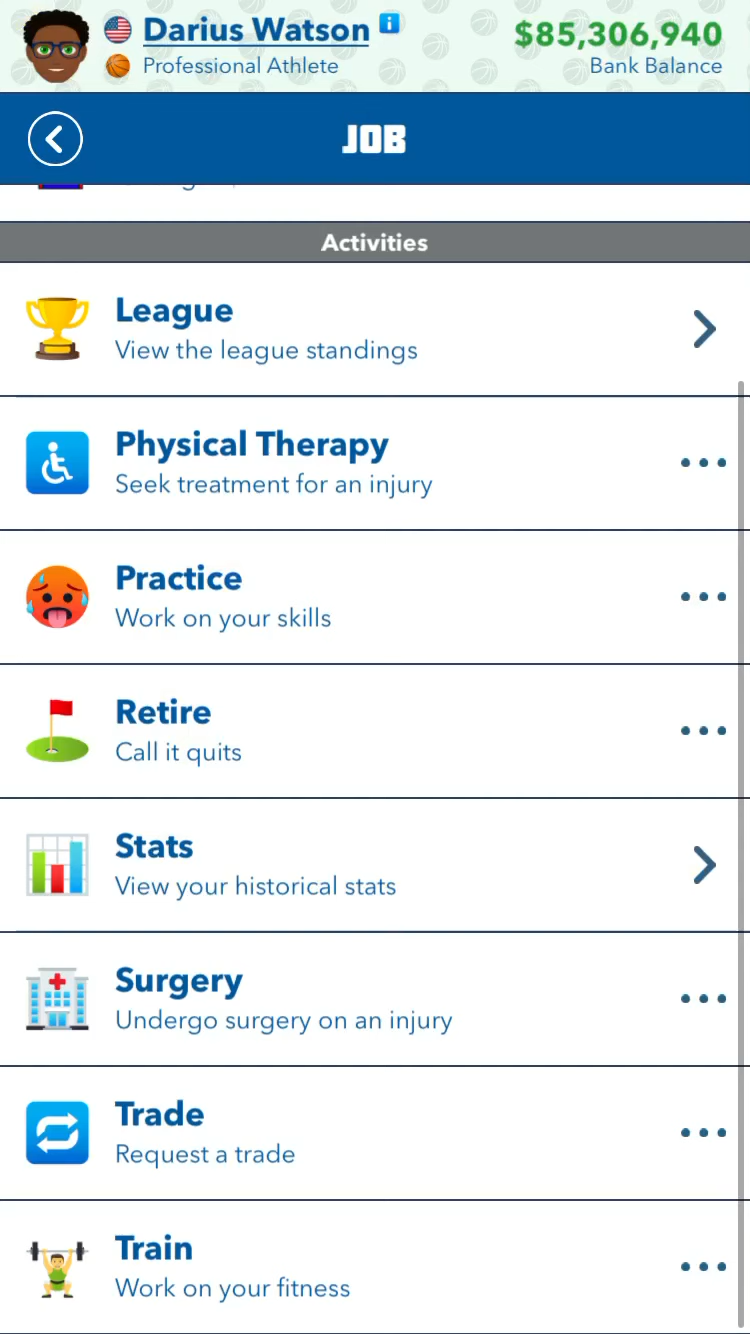 Darius Watson
$85,306,940
Professional Athlete
Bank Balance
JOB
Activities
League
View the league standings
Physical Therapy
Seek treatment for an injury
Practice
Work on your skills
Retire
Call it quits
Stats
View your historical stats
Surgery
Undergo surgery on an injury
Trade
Request a trade
Train
Work on your fitness